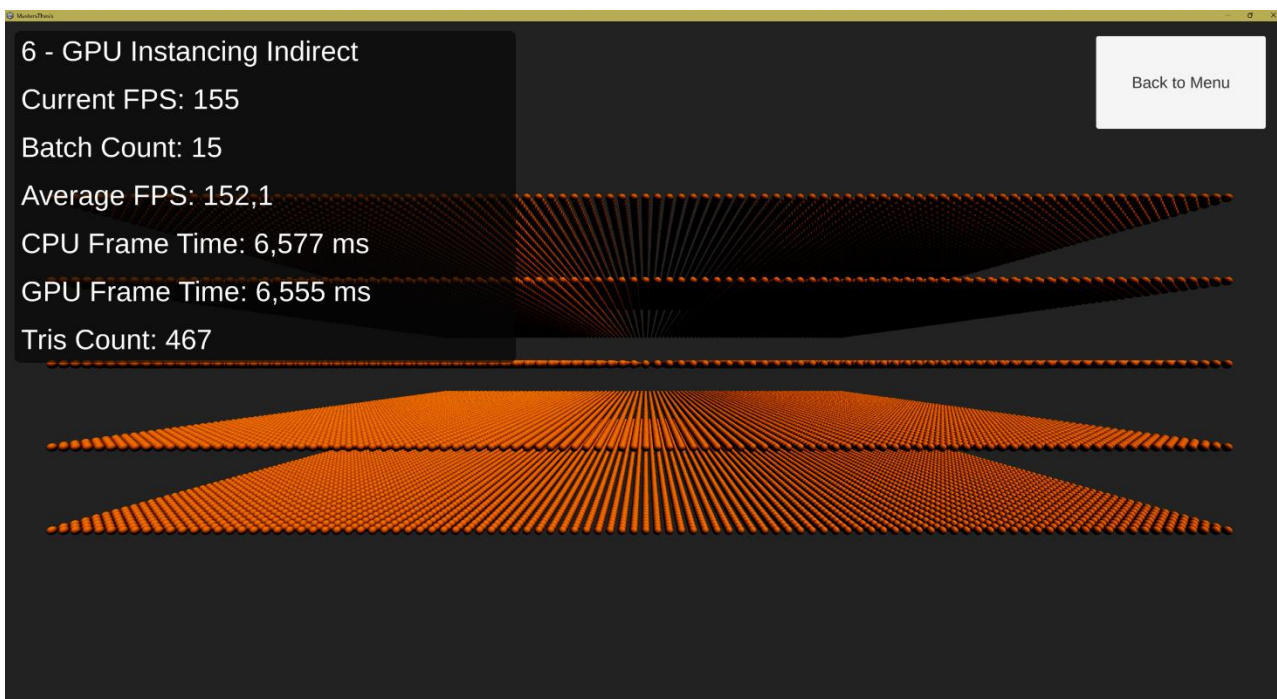 MastersThesis
6 - GPU Instancing Indirect
Current FPS: 155
Batch Count: 15
Average FPS: 152,1
CPU Frame Time: 6,577 ms
GPU Frame Time: 6,555 ms
Tris Count: 467
Back to Menu